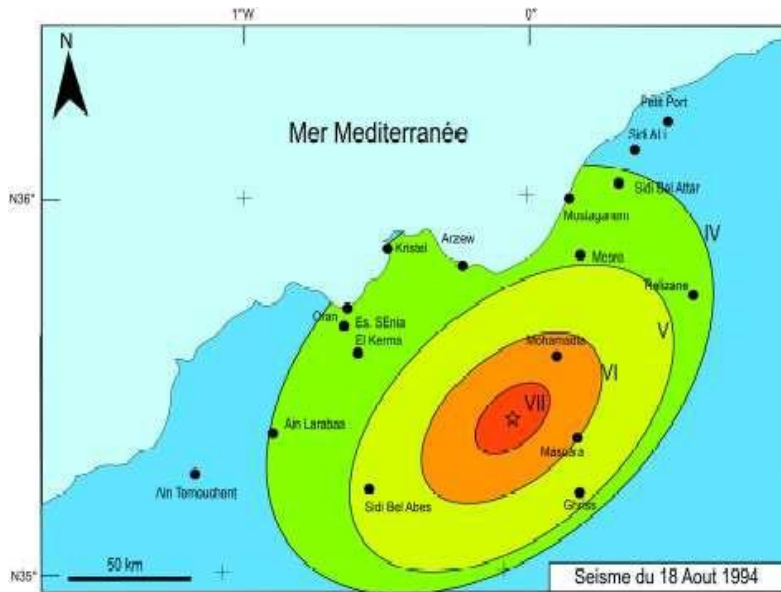 1°W
0°
N
Petit Port
Mer Mediterranée
Sidi ALi
N36°
Sidi Bel Attar
Mustaganem
IV
Arzew
Kristel
Mesra
Relizane
Oran
Es. SEnia
V
Mohamadia
El Kerma
VI
VII
Ain Larabaa
Mascara
Ain Temouchent
Sidi Bel Abes
Ghriss
50 km
N35°
Seisme du 18 Aout 1994